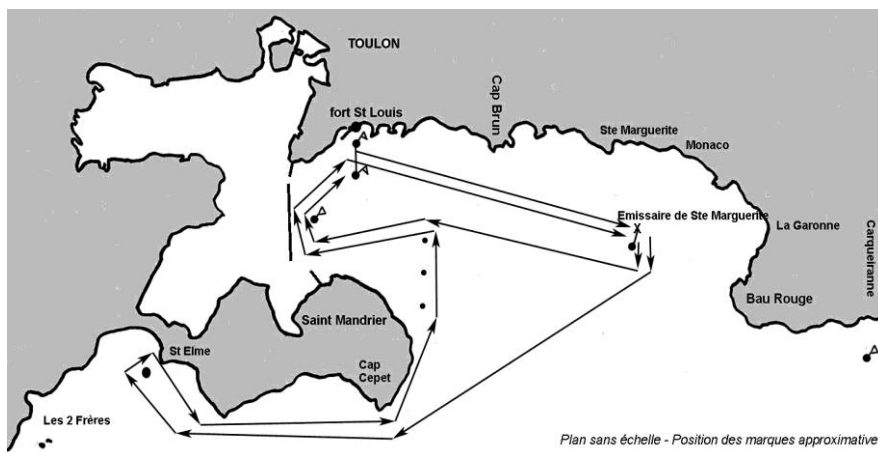 TOULON
fort St Louis
Cap Brun
Ste Marguerite
Monaco
Emissaire de Ste Marguerite
x
La Garonne
Carqueiranne
Bau Rouge
Saint Mandrier
St Elme
Cap
Cepet
Les 2 Frères
Plan sans échelle - Position des marques approximative